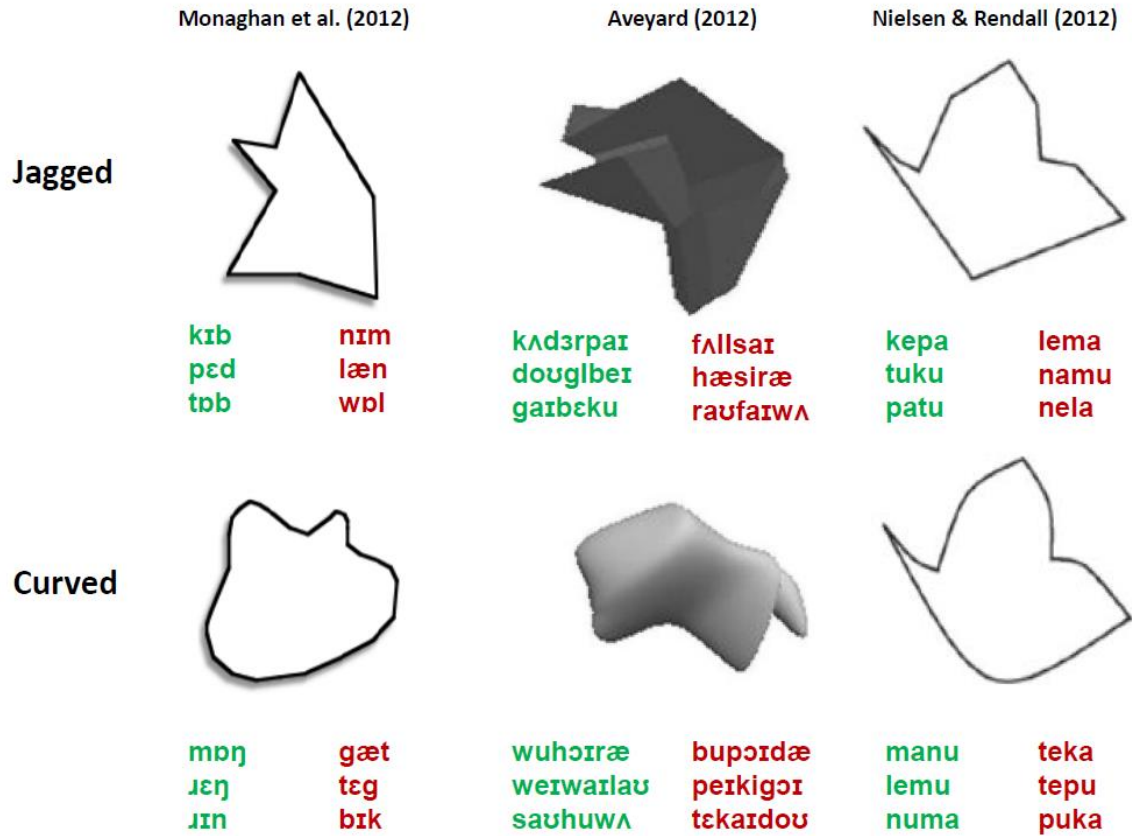 Monaghan et al. (2012) Aveyard (2012) Nielsen & Rendall (2012)
Jagged
kɪb nɪm kʌdɜrpaɪ fʌllsaɪ kepa lema
pɛd læn doʊglbeɪ hæsiræ tuku namu
tɒb wɒl gaɪbɛku raʊfaɪwʌ patu nela
Curved
mɒŋ gæt wuhɔɪræ bupɔɪdæ manu teka
ɹɛŋ tɛg weɪwaɪlaʊ peɪkigɔɪ lemu tepu
ɹɪn bɪk saʊhuwʌ tɛkaɪdoʊ numa puka